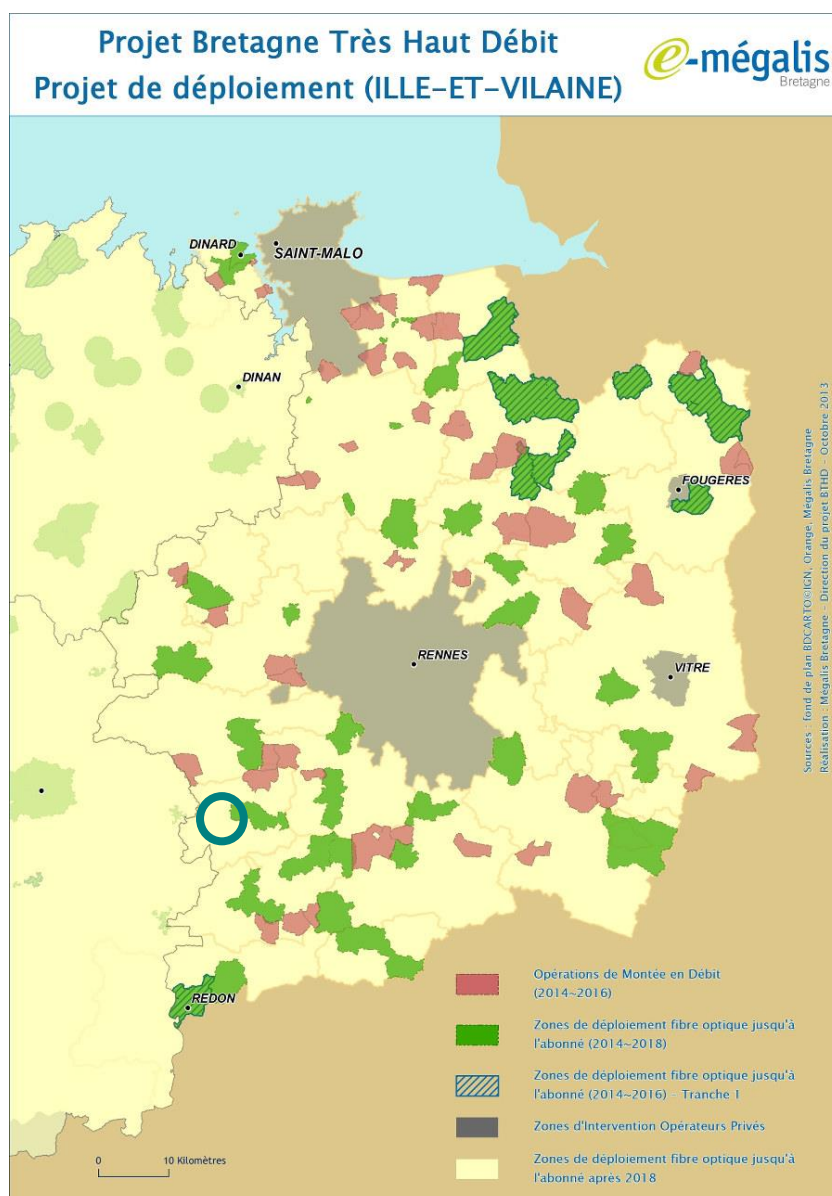 Projet Bretagne Très Haut Débit
Projet de déploiement (ILLE-ET-VILAINE)
e-mégalis
Bretagne
DINARD
SAINT-MALO
DINAN
FOUGERES
RENNES
VITRE
REDON
Sources : fond de plan BDCARTO©IGN, Orange, Mégalis Bretagne
Réalisation : Mégalis Bretagne - Direction du projet BTHD - Octobre 2013
Opérations de Montée en Débit
(2014~2016)
Zones de déploiement fibre optique jusqu'à
l'abonné (2014~2018)
Zones de déploiement fibre optique jusqu'à
l'abonné (2014~2016) - Tranche 1
Zones d'Intervention Opérateurs Privés
Zones de déploiement fibre optique jusqu'à
l'abonné après 2018
0 10 Kilomètres